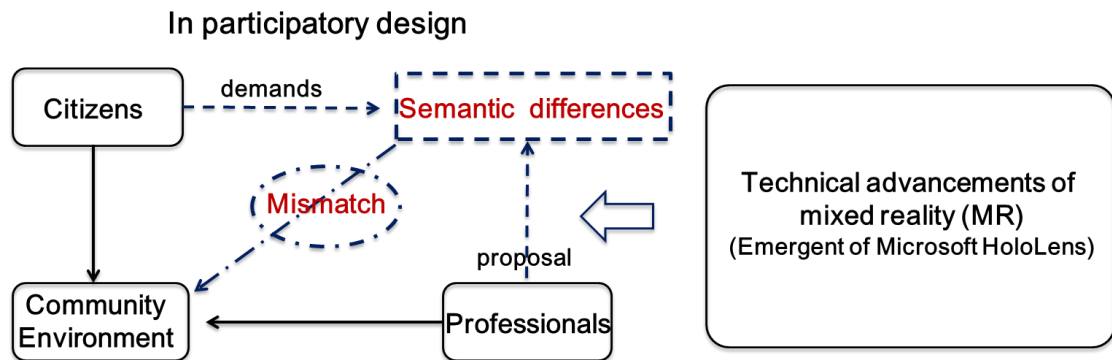 In participatory design
Citizens
demands
Semantic differences
Mismatch
proposal
Community
Environment
Professionals
Technical advancements of
mixed reality (MR)
(Emergent of Microsoft HoloLens)